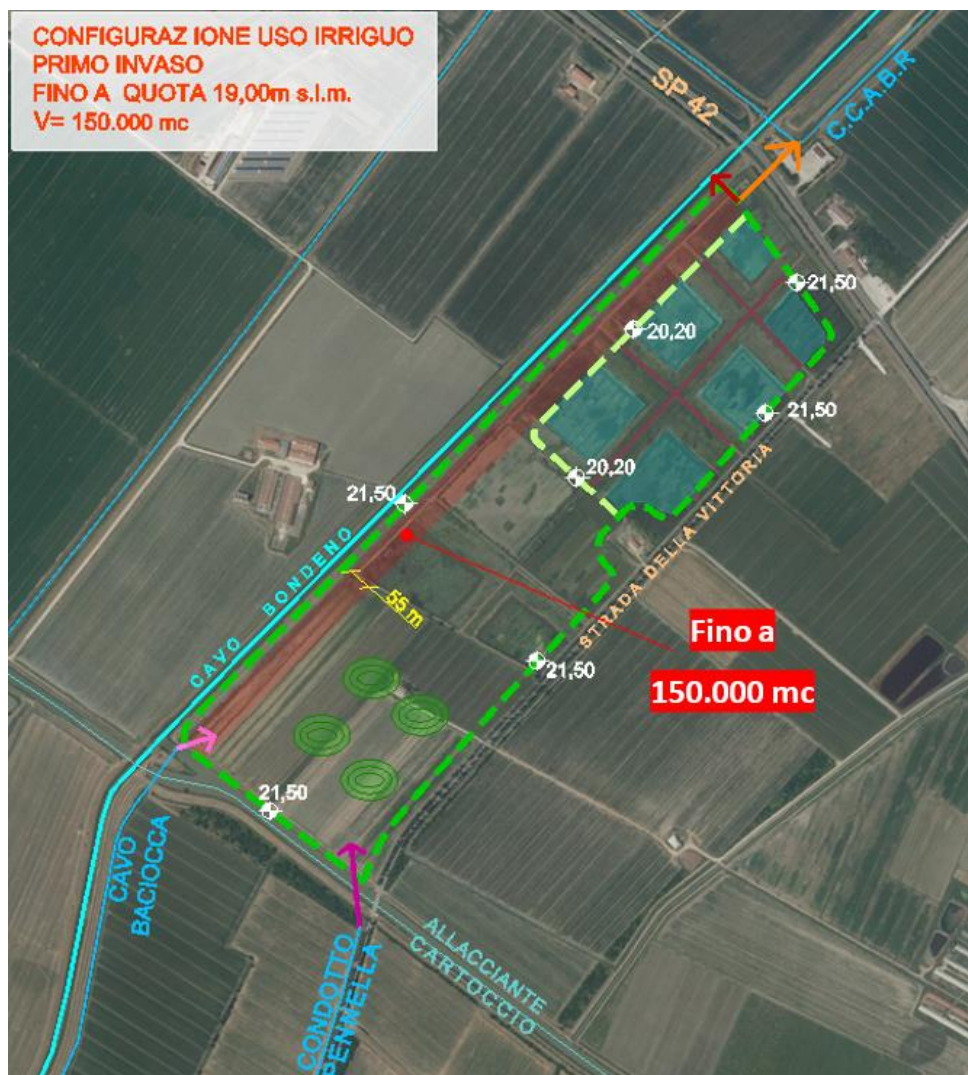 CONFIGURAZ IONE USO IRRIGUO
PRIMO INVASO
FINO A QUOTA 19,00m s.l.m.
V= 150.000 mc
SP 42
C.C.A.B.R
21,50
20,20
21,50
20,20
21,50
CAVO BONDENO
STRADA DELLA VITTORIA
55 m
Fino a
150.000 mc
21,50
21,50
CAVO
BACIOCCA
ALLACCIANTE
CARTOCCIO
CONDOTTO
PENNELLA